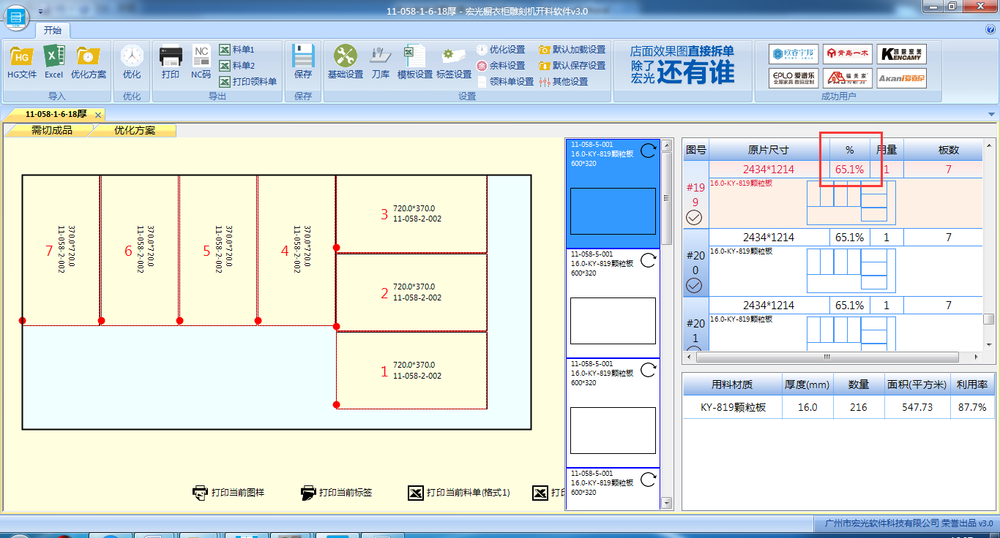 11-058-1-6-18厚 - 宏光橱衣柜雕刻机开料软件v3.0
开始
HG文件
Excel
优化方案
导入
优化
优化
打印
NC
NC码
料单1
料单2
打印领料单
导出
保存
保存
基础设置
刀库
模板设置
标签设置
优化设置
余料设置
领料单设置
默认加载设置
默认保存设置
其他设置
设置
店面效果图直接拆单
除了
宏光
还有谁
欧睿宇邦
青岛一木
凯恩家美
KENCAMY
EPLO 爱谱乐
全屋家具 数码定制
福美家
AKani爱嘉尼
成功用户
11-058-1-6-18厚
需切成品
优化方案
7
370.0*720.0
11-058-2-002
6
370.0*720.0
11-058-2-002
5
370.0*720.0
11-058-2-002
4
370.0*720.0
11-058-2-002
3
720.0*370.0
11-058-2-002
2
720.0*370.0
11-058-2-002
1
720.0*370.0
11-058-2-002
打印当前图样
打印当前标签
打印当前料单(格式1)
11-058-5-001
16.0-KY-819颗粒板
600*320
11-058-5-001
16.0-KY-819颗粒板
600*320
11-058-5-001
16.0-KY-819颗粒板
600*320
11-058-5-001
16.0-KY-819颗粒板
600*320
图号 原片尺寸 % 用量 板数
#199 2434*1214 65.1% 1 7
16.0-KY-819颗粒板
#200 2434*1214 65.1% 1 7
16.0-KY-819颗粒板
#201 2434*1214 65.1% 1 7
16.0-KY-819颗粒板
用料材质 厚度(mm) 数量 面积(平方米) 利用率
KY-819颗粒板 16.0 216 547.73 87.7%
广州市宏光软件科技有限公司 荣誉出品 v3.0